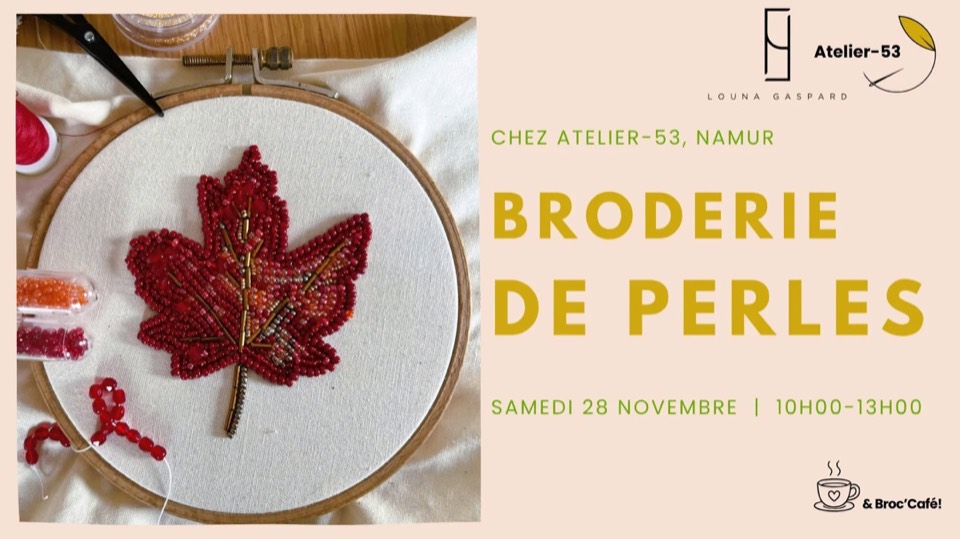 Atelier-53
LOUNA GASPARD
CHEZ ATELIER-53, NAMUR
BRODERIE
DE PERLES
SAMEDI 28 NOVEMBRE | 10H00-13H00
& Broc'Café!